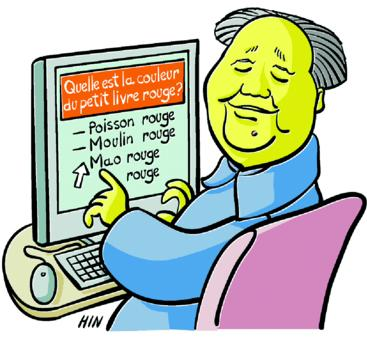 Quelle est la couleur
du petit livre rouge?
– Poisson rouge
– Moulin rouge
Mao rouge
rouge
HIN